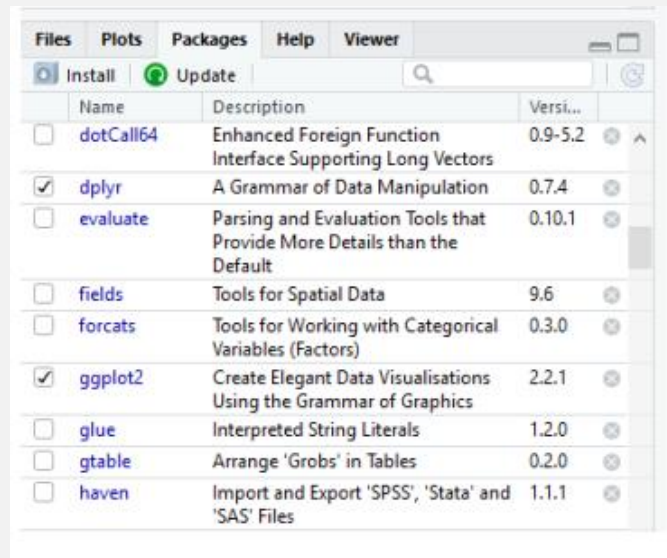 Files Plots Packages Help Viewer
Install Update
Name Description Versi...
dotCall64 Enhanced Foreign Function 0.9-5.2
Interface Supporting Long Vectors
dplyr A Grammar of Data Manipulation 0.7.4
evaluate Parsing and Evaluation Tools that 0.10.1
Provide More Details than the
Default
fields Tools for Spatial Data 9.6
forcats Tools for Working with Categorical 0.3.0
Variables (Factors)
ggplot2 Create Elegant Data Visualisations 2.2.1
Using the Grammar of Graphics
glue Interpreted String Literals 1.2.0
gtable Arrange 'Grobs' in Tables 0.2.0
haven Import and Export 'SPSS', 'Stata' and 1.1.1
'SAS' Files